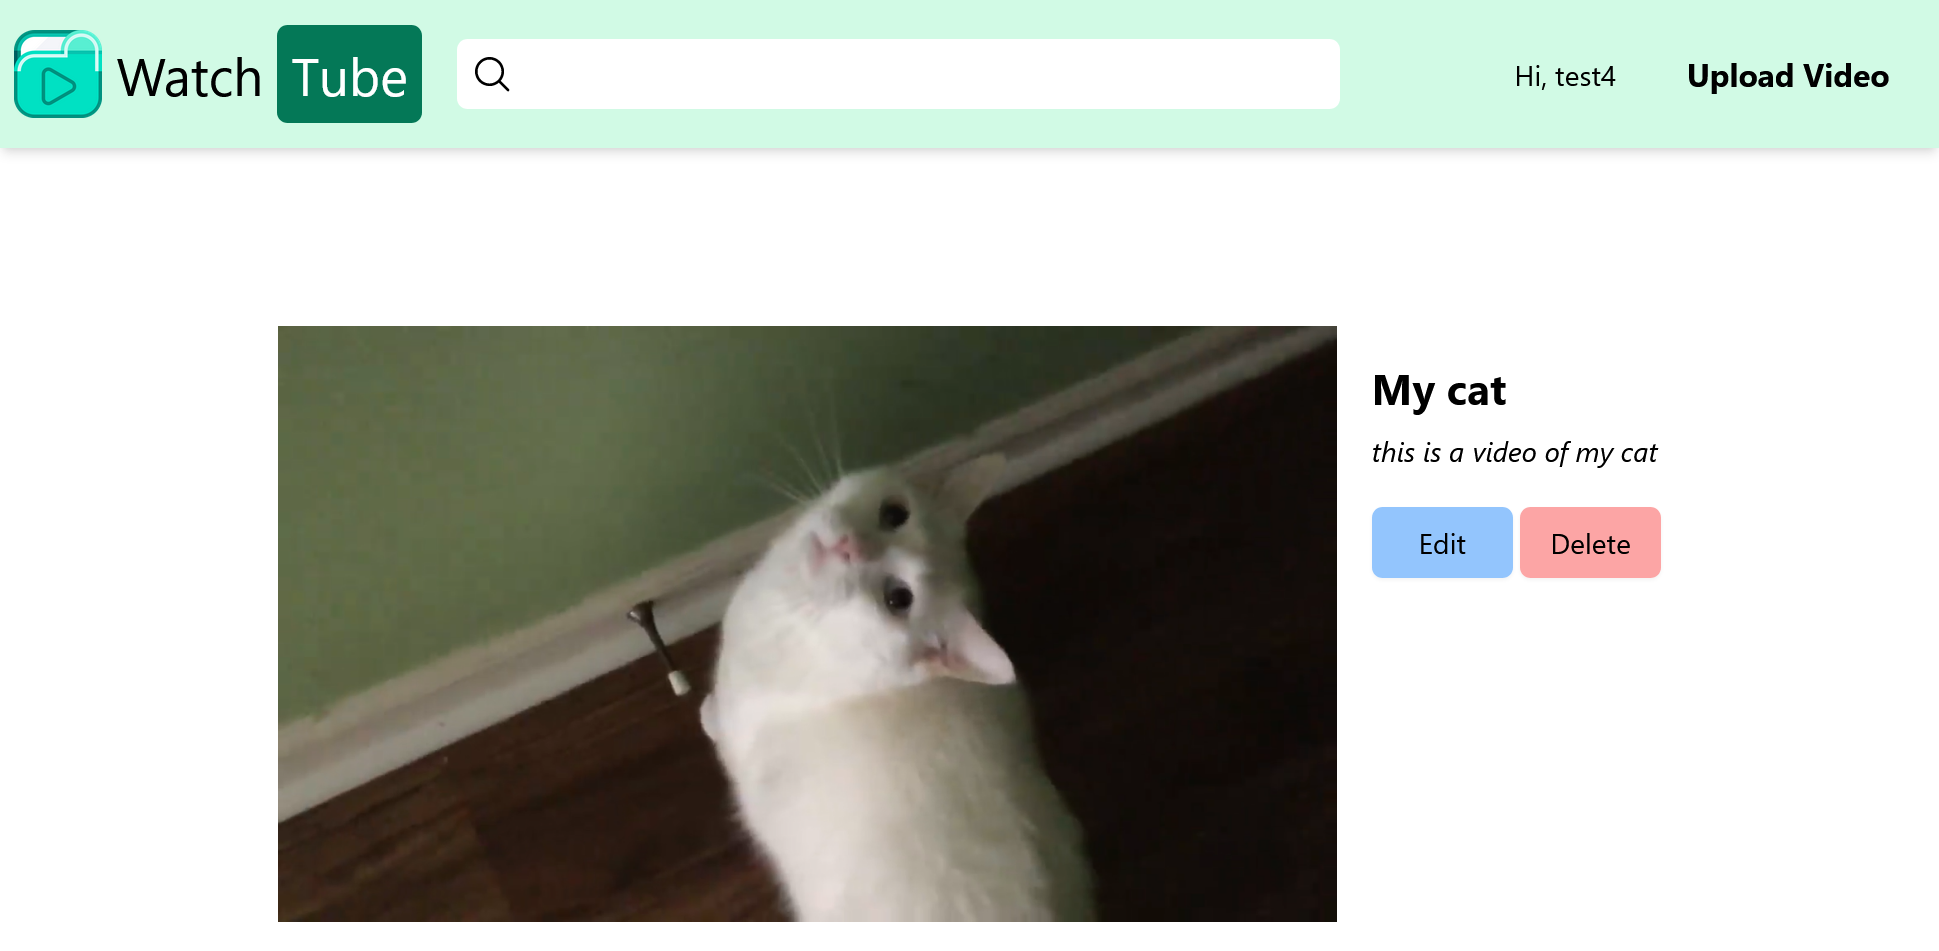 Watch Tube
Hi, test4
Upload Video
My cat
this is a video of my cat
Edit
Delete